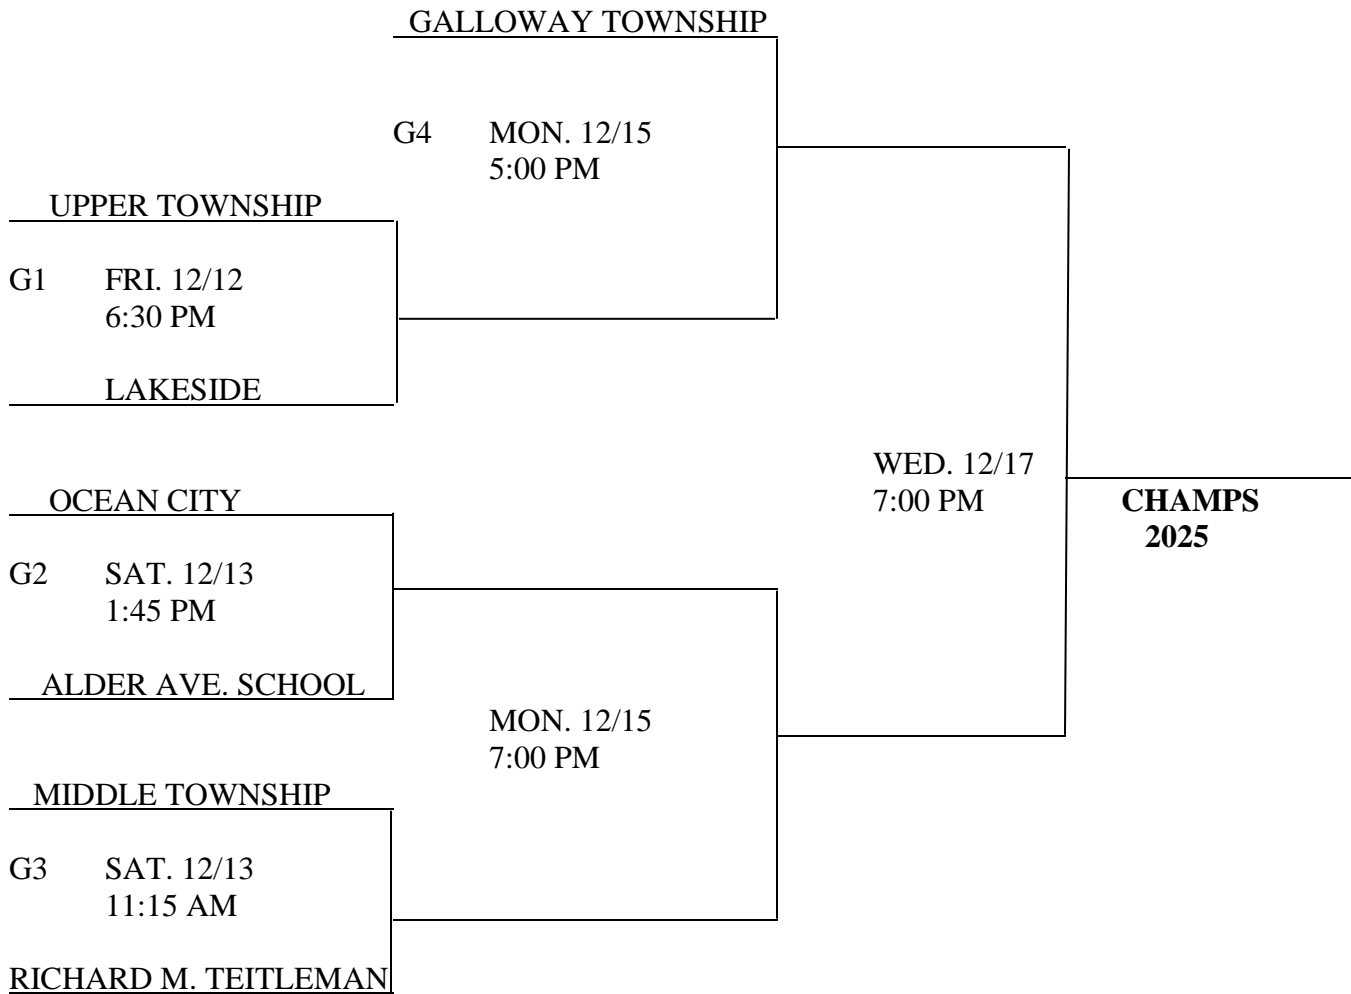 GALLOWAY TOWNSHIP
G4 MON. 12/15
5:00 PM
UPPER TOWNSHIP
G1 FRI. 12/12
6:30 PM
LAKESIDE
WED. 12/17
7:00 PM
CHAMPS
2025
OCEAN CITY
G2 SAT. 12/13
1:45 PM
ALDER AVE. SCHOOL
MON. 12/15
7:00 PM
MIDDLE TOWNSHIP
G3 SAT. 12/13
11:15 AM
RICHARD M. TEITLEMAN